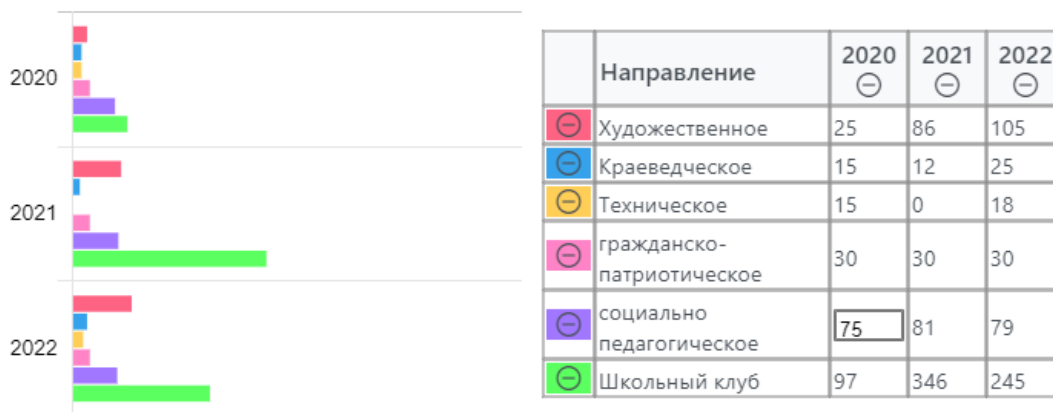 2020
2021
2022
Направление 2020 2021 2022
Художественное 25 86 105
Краеведческое 15 12 25
Техническое 15 0 18
гражданско-
патриотическое 30 30 30
социально
педагогическое 75 81 79
Школьный клуб 97 346 245